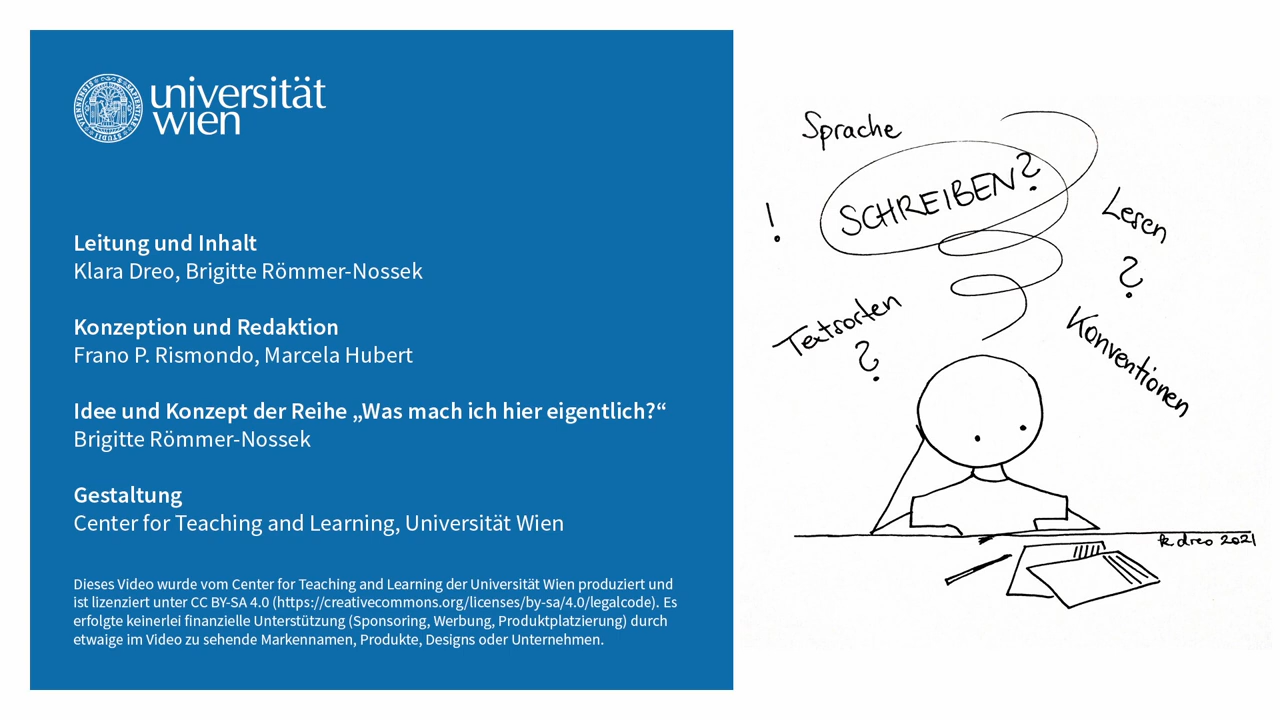 universität
wien
Leitung und Inhalt
Klara Dreo, Brigitte Römmer-Nossek
Konzeption und Redaktion
Frano P. Rismondo, Marcela Hubert
Idee und Konzept der Reihe „Was mach ich hier eigentlich?“
Brigitte Römmer-Nossek
Gestaltung
Center for Teaching and Learning, Universität Wien
Dieses Video wurde vom Center for Teaching and Learning der Universität Wien produziert und
ist lizenziert unter CC BY-SA 4.0 (https://creativecommons.org/licenses/by-sa/4.0/legalcode). Es
erfolgte keinerlei finanzielle Unterstützung (Sponsoring, Werbung, Produktplatzierung) durch
etwaige im Video zu sehende Markennamen, Produkte, Designs oder Unternehmen.
Sprache
SCHREIBEN?
!
Lesen
?
Textsorten
?
Konventionen
k dreo 2021